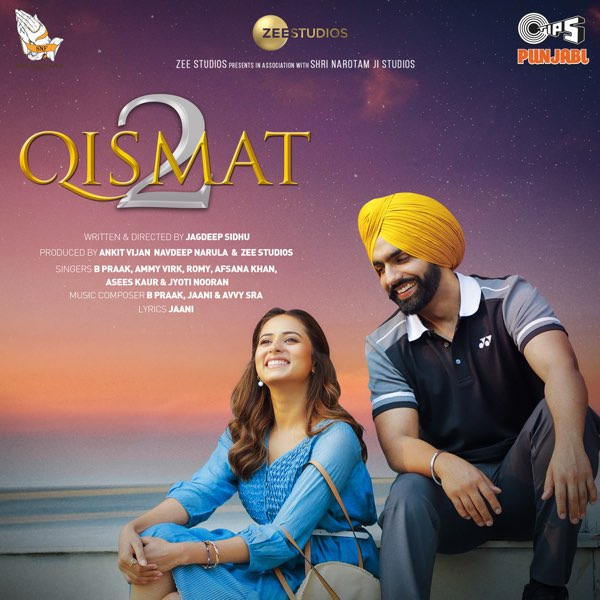 SNF
ZEE STUDIOS
TIPS
PUNJABI
ZEE STUDIOS PRESENTS IN ASSOCIATION WITH SHRI NAROTAM JI STUDIOS
QISMAT 2
WRITTEN & DIRECTED BY JAGDEEP SIDHU
PRODUCED BY ANKIT VIJAN NAVDEEP NARULA & ZEE STUDIOS
SINGERS B PRAAK, AMMY VIRK, ROMY, AFSANA KHAN,
ASEES KAUR & JYOTI NOORAN
MUSIC COMPOSER B PRAAK, JAANI & AVVY SRA
LYRICS JAANI
YONEX